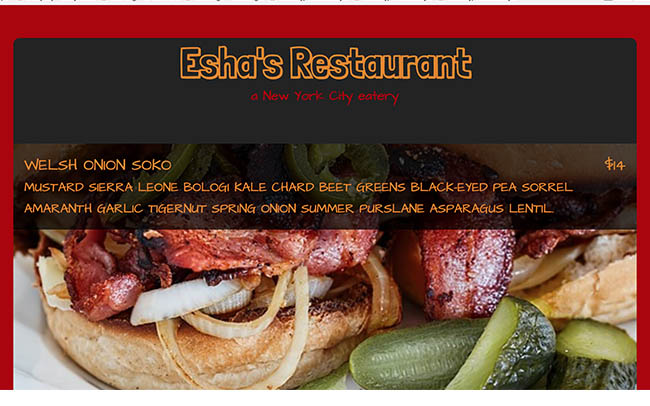 Esha's Restaurant
a New York City eatery
WELSH ONION SOKO $14
MUSTARD SIERRA LEONE BOLOGI KALE CHARD BEET GREENS BLACK-EYED PEA SORREL
AMARANTH GARLIC TIGERNUT SPRING ONION SUMMER PURSLANE ASPARAGUS LENTIL.